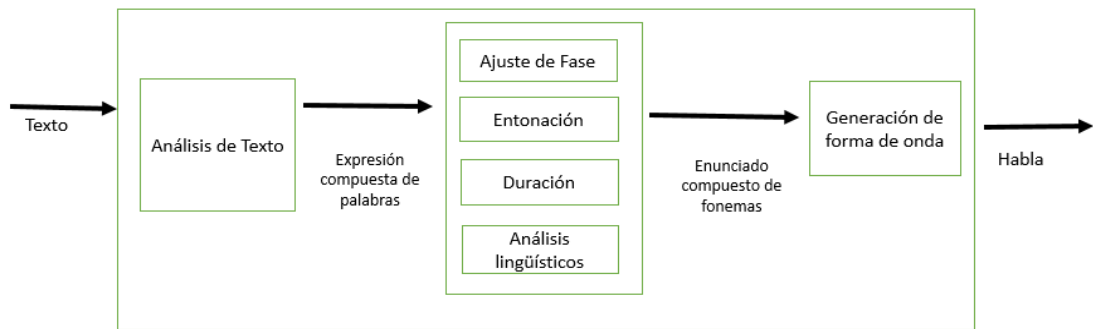 Texto
Análisis de Texto
Expresión
compuesta de
palabras
Ajuste de Fase
Entonación
Duración
Análisis
lingüísticos
Enunciado
compuesto de
fonemas
Generación de
forma de onda
Habla